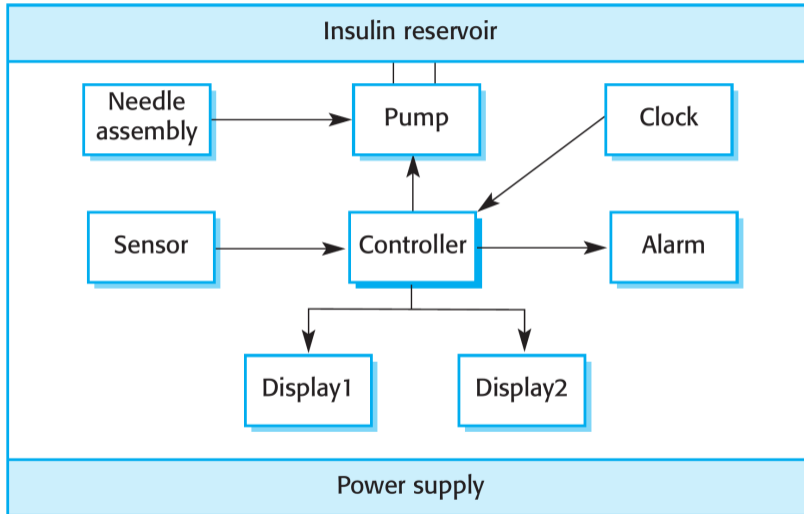 Insulin reservoir
Needle
assembly
Pump
Clock
Sensor
Controller
Alarm
Display1
Display2
Power supply